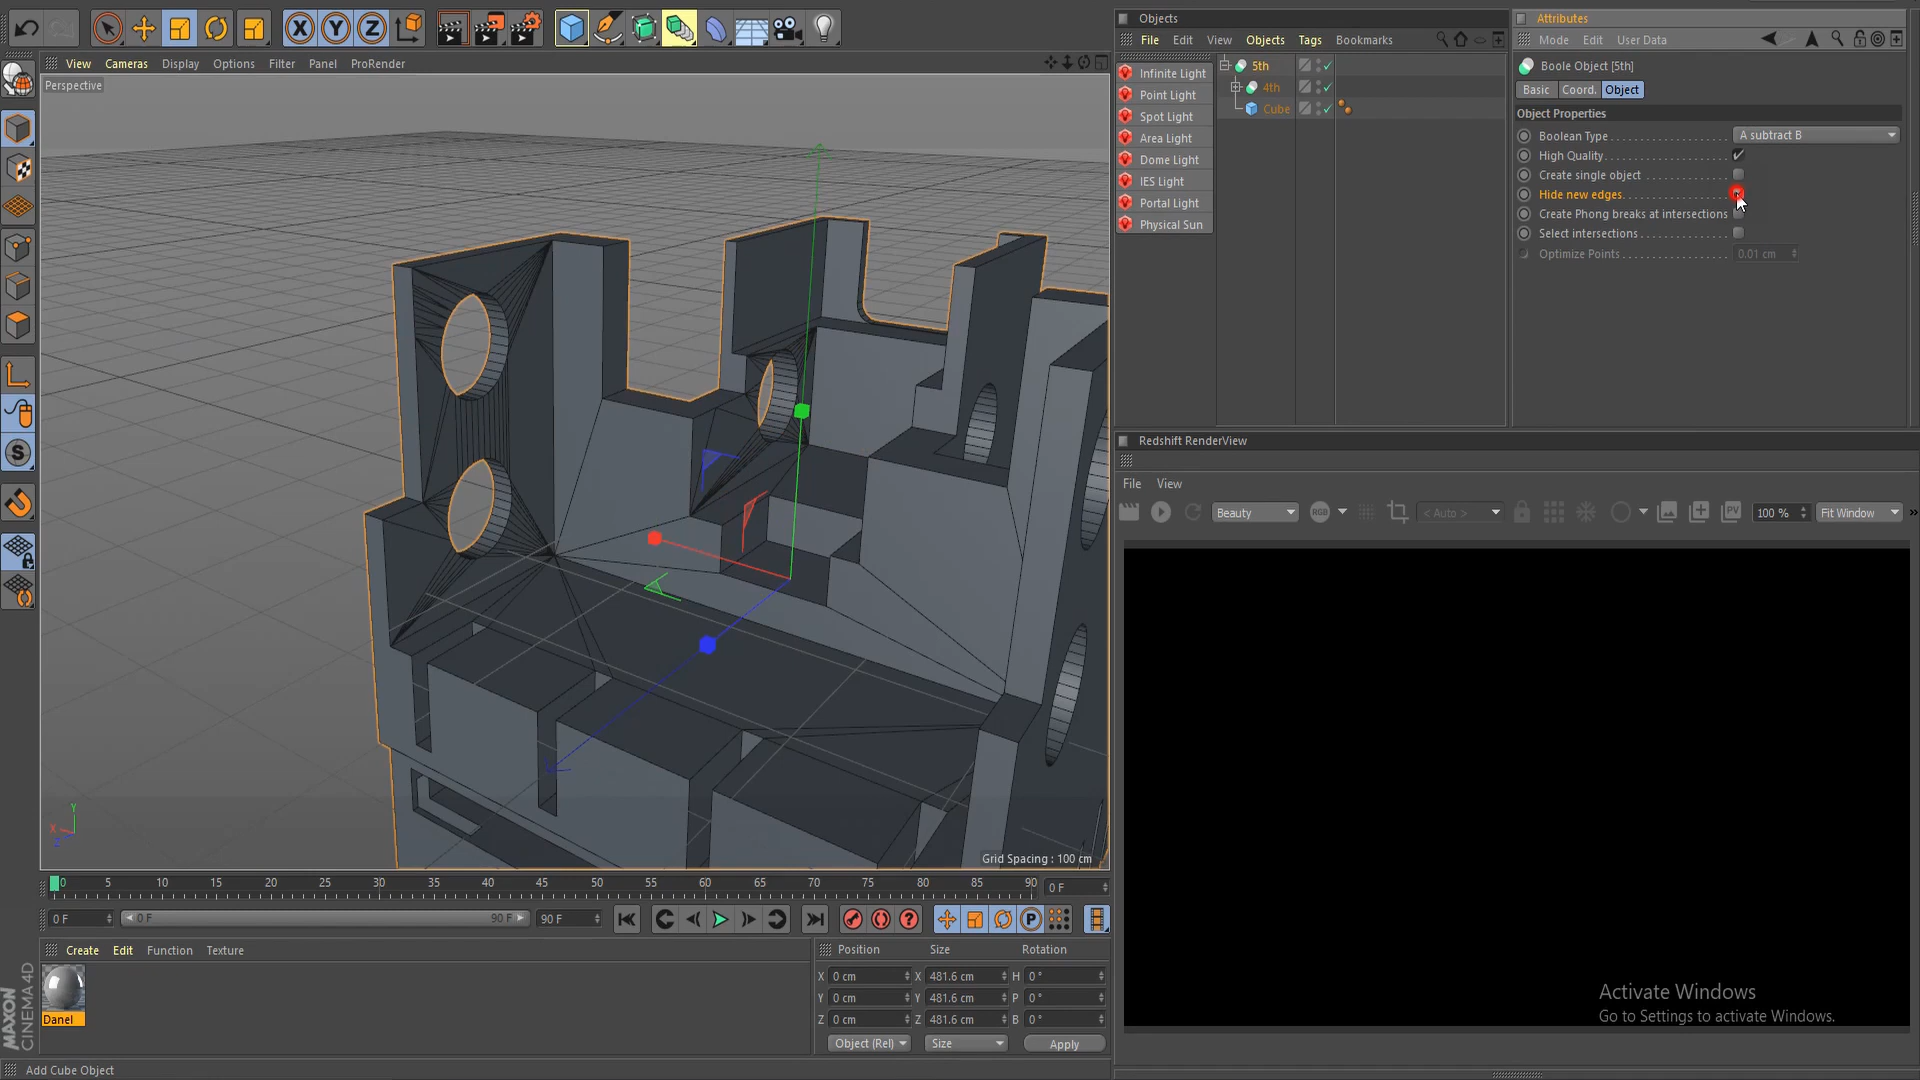 View Cameras Display Options Filter Panel ProRender
Perspective
Grid Spacing : 100 cm
0 5 10 15 20 25 30 35 40 45 50 55 60 65 70 75 80 85 90 0 F
0 F 0 F 90 F 90 F
Create Edit Function Texture
Danel
MAXON
CINEMA 4D
Position Size Rotation
X 0 cm X 481.6 cm H 0 °
Y 0 cm Y 481.6 cm P 0 °
Z 0 cm Z 481.6 cm B 0 °
Object (Rel) Size Apply
Add Cube Object
Objects
File Edit View Objects Tags Bookmarks
Infinite Light
Point Light
Spot Light
Area Light
Dome Light
IES Light
Portal Light
Physical Sun
5th
4th
Cube
Attributes
Mode Edit User Data
Boole Object [5th]
Basic Coord. Object
Object Properties
Boolean Type A subtract B
High Quality
Create single object
Hide new edges
Create Phong breaks at intersections
Select intersections
Optimize Points 0.01 cm
Redshift RenderView
File View
Beauty RGB < Auto > PV 100 % Fit Window
Activate Windows
Go to Settings to activate Windows.
X
Y
Z
S
P
Y
X
Z